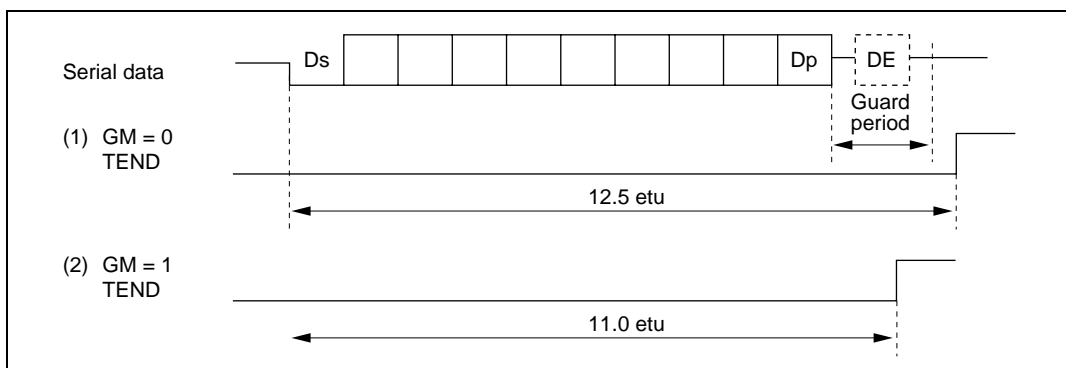 Serial data
Ds
Dp
DE
Guard
period
(1) GM = 0
TEND
12.5 etu
(2) GM = 1
TEND
11.0 etu